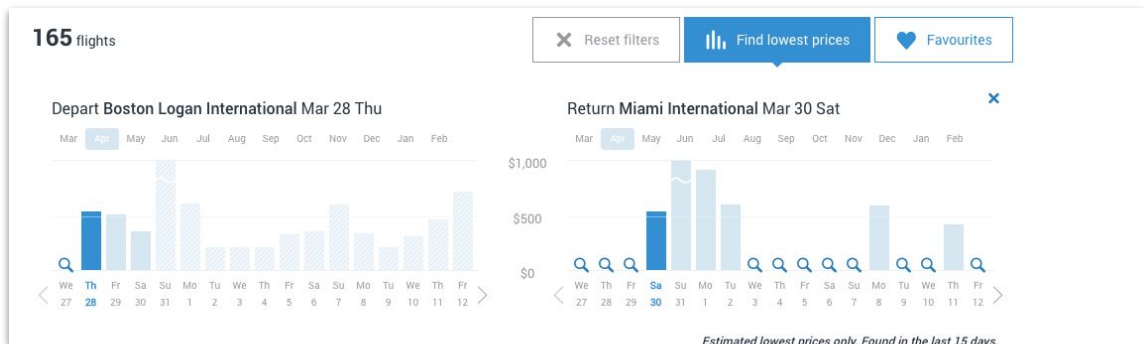 165 flights
Reset filters
Find lowest prices
Favourites
Depart Boston Logan International Mar 28 Thu
Mar Apr May Jun Jul Aug Sep Oct Nov Dec Jan Feb
We Th Fr Sa Su Mo Tu We Th Fr Sa Su Mo Tu We Th Fr
27 28 29 30 31 1 2 3 4 5 6 7 8 9 10 11 12
$1,000
$500
$0
Return Miami International Mar 30 Sat
Mar Apr May Jun Jul Aug Sep Oct Nov Dec Jan Feb
We Th Fr Sa Su Mo Tu We Th Fr Sa Su Mo Tu We Th Fr
27 28 29 30 31 1 2 3 4 5 6 7 8 9 10 11 12
Estimated lowest prices only. Found in the last 15 days.